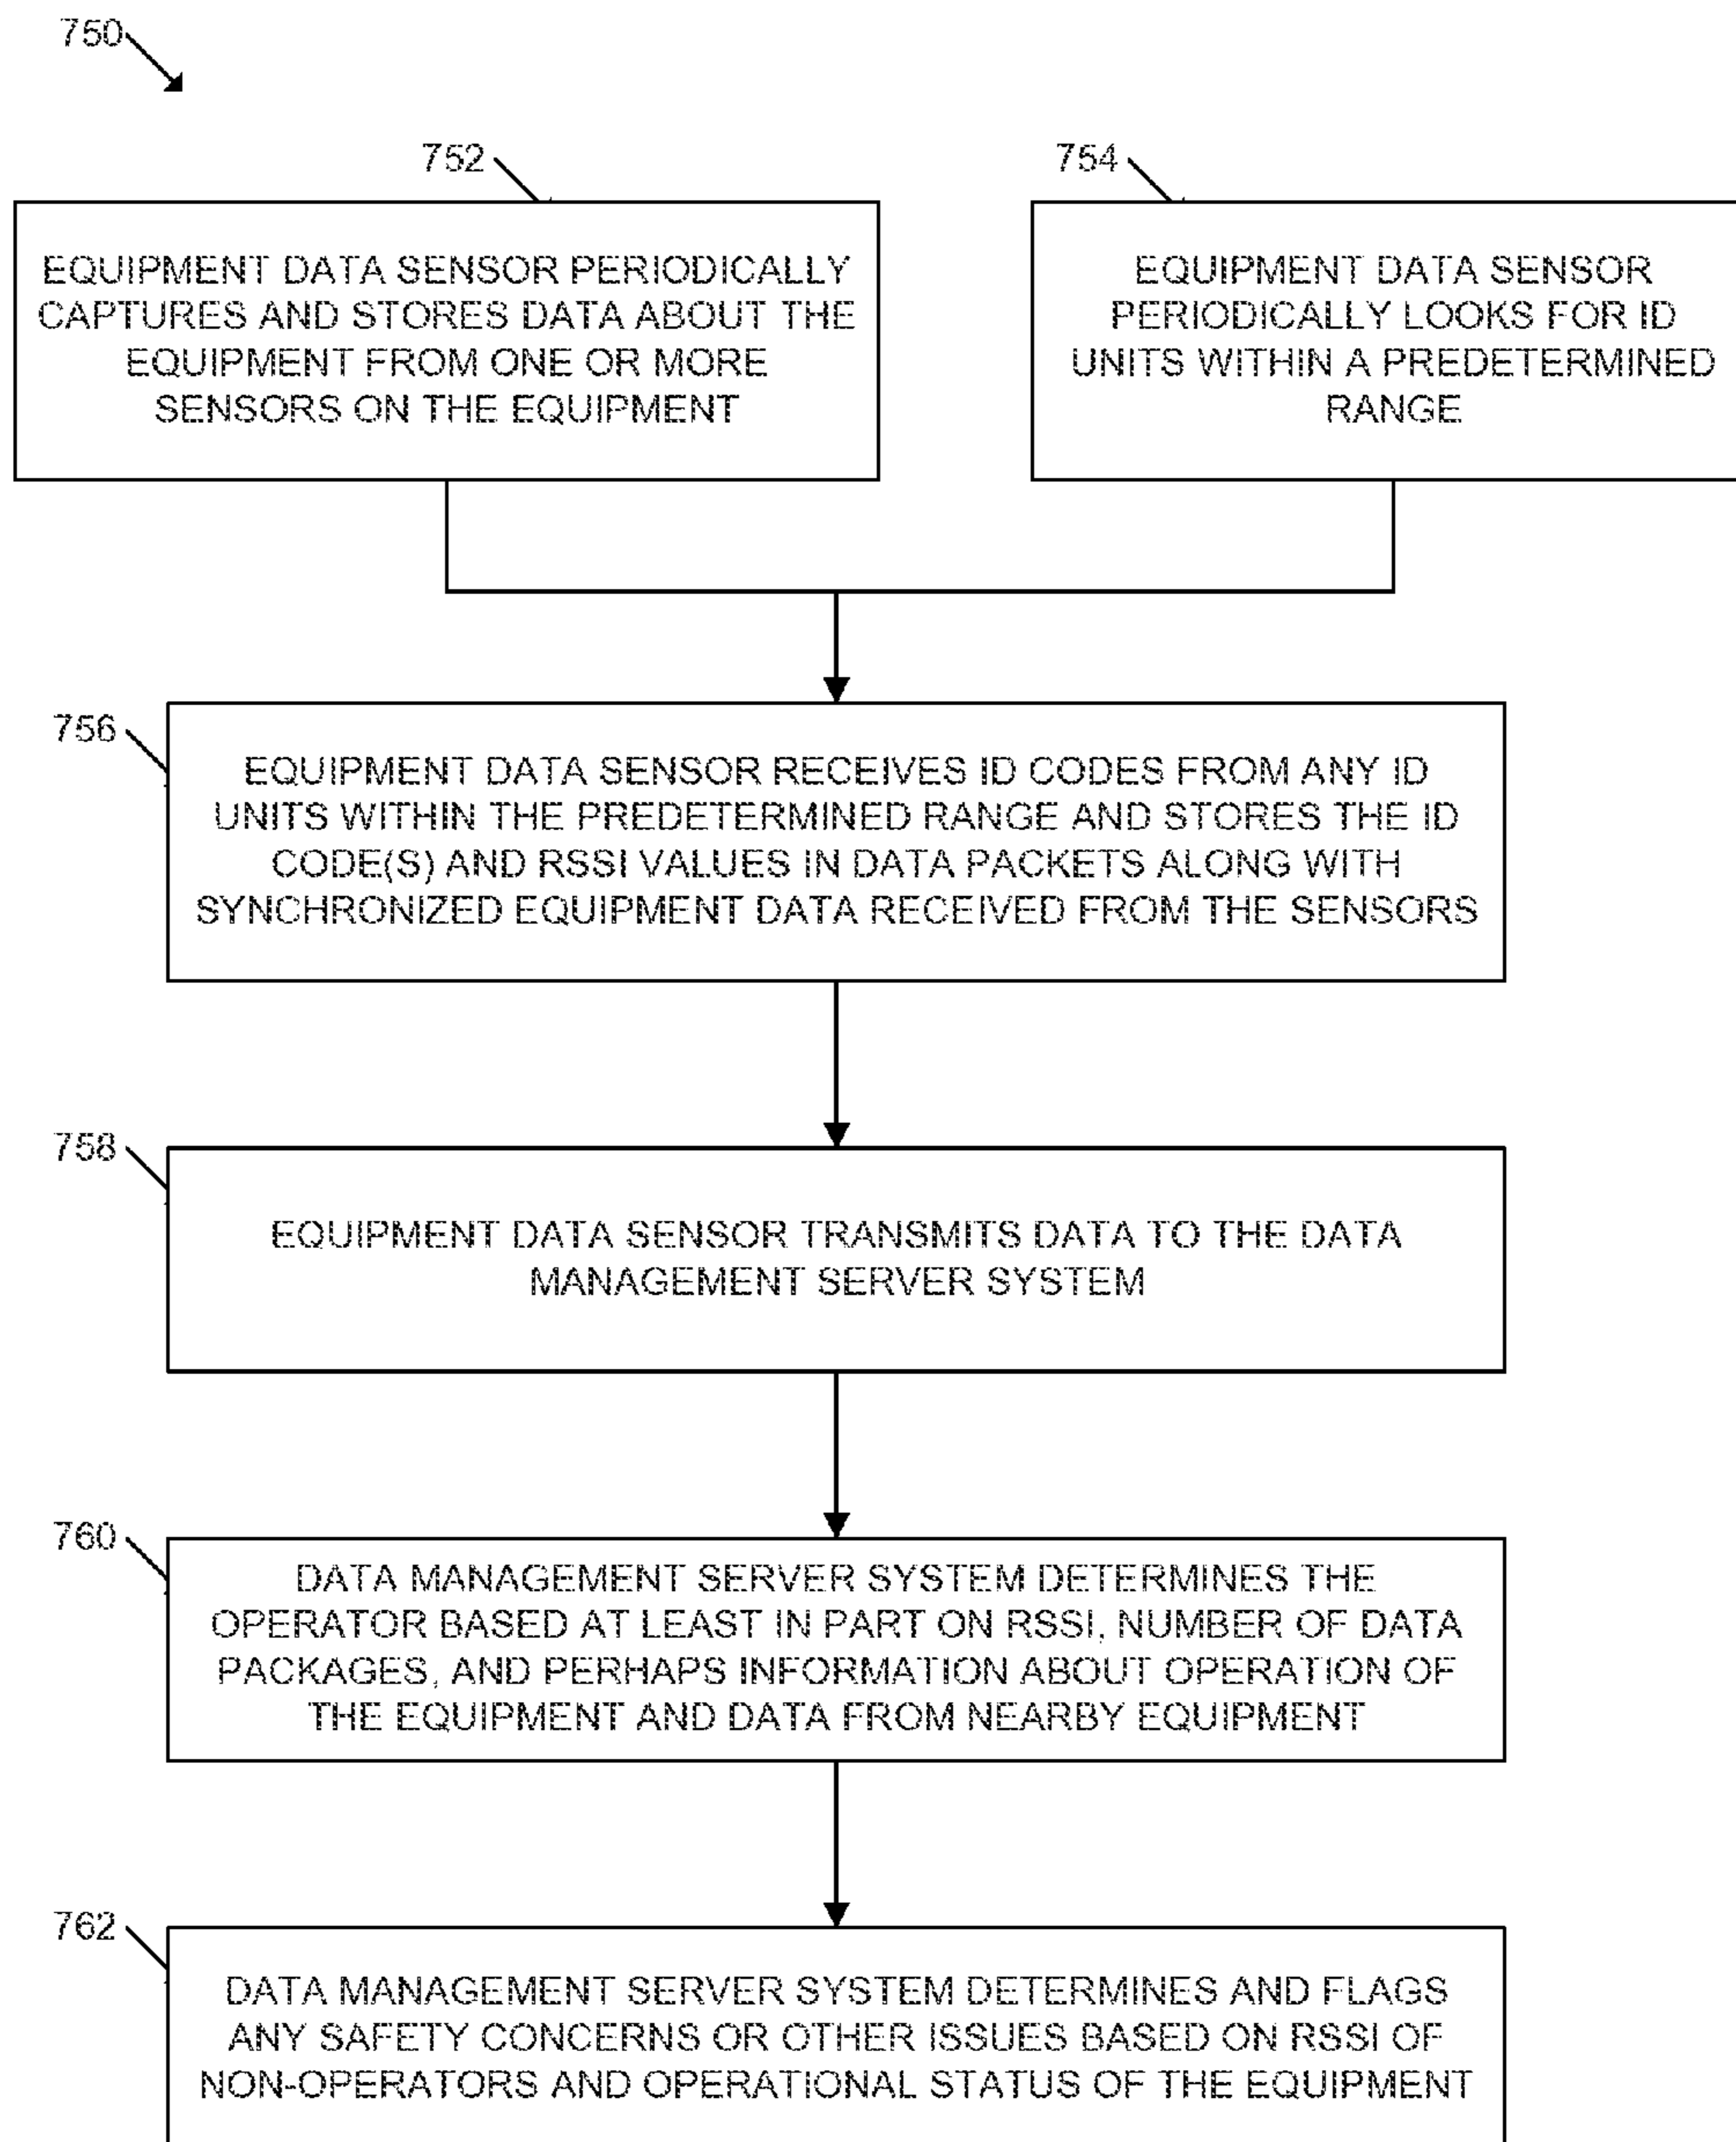 750
752
EQUIPMENT DATA SENSOR PERIODICALLY
CAPTURES AND STORES DATA ABOUT THE
EQUIPMENT FROM ONE OR MORE
SENSORS ON THE EQUIPMENT
754
EQUIPMENT DATA SENSOR
PERIODICALLY LOOKS FOR ID
UNITS WITHIN A PREDETERMINED
RANGE
756
EQUIPMENT DATA SENSOR RECEIVES ID CODES FROM ANY ID
UNITS WITHIN THE PREDETERMINED RANGE AND STORES THE ID
CODE(S) AND RSSI VALUES IN DATA PACKETS ALONG WITH
SYNCHRONIZED EQUIPMENT DATA RECEIVED FROM THE SENSORS
758
EQUIPMENT DATA SENSOR TRANSMITS DATA TO THE DATA
MANAGEMENT SERVER SYSTEM
760
DATA MANAGEMENT SERVER SYSTEM DETERMINES THE
OPERATOR BASED AT LEAST IN PART ON RSSI, NUMBER OF DATA
PACKAGES, AND PERHAPS INFORMATION ABOUT OPERATION OF
THE EQUIPMENT AND DATA FROM NEARBY EQUIPMENT
762
DATA MANAGEMENT SERVER SYSTEM DETERMINES AND FLAGS
ANY SAFETY CONCERNS OR OTHER ISSUES BASED ON RSSI OF
NON-OPERATORS AND OPERATIONAL STATUS OF THE EQUIPMENT